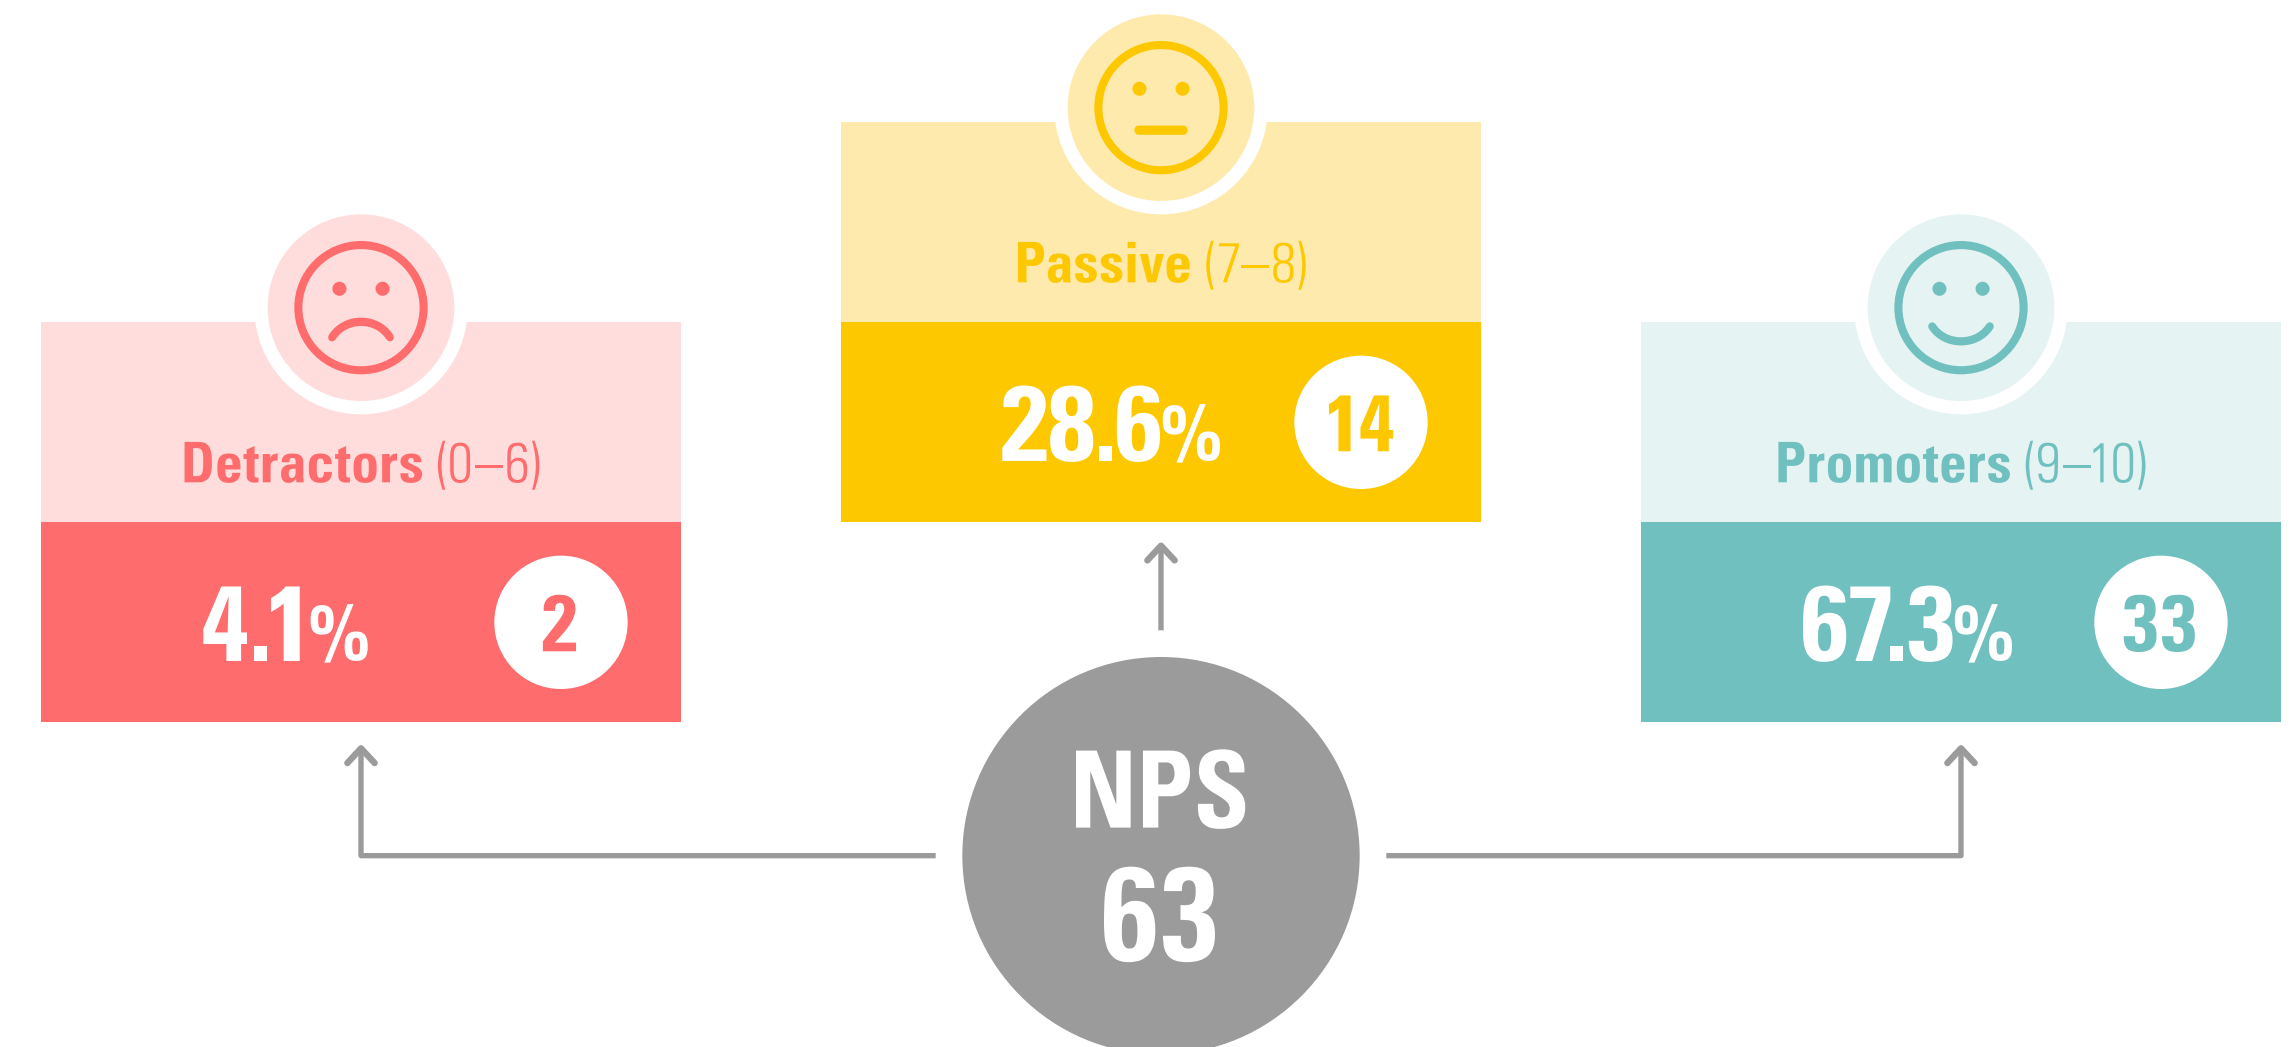 Detractors (0–6)
4.1% 2
Passive (7–8)
28.6% 14
Promoters (9–10)
67.3% 33
NPS
63